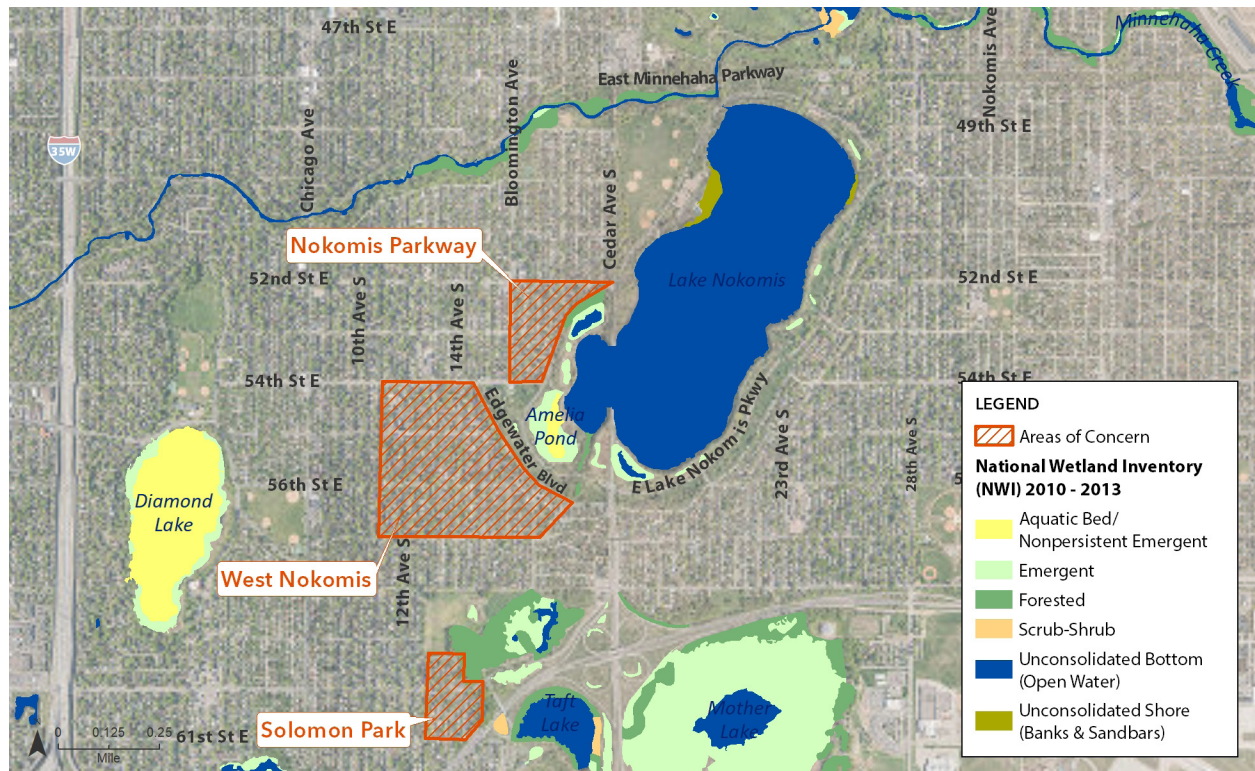 47th St E
Minnehaha Creek
Nokomis Ave
East Minnehaha Parkway
Bloomington Ave
49th St E
35W
Chicago Ave
Cedar Ave S
Nokomis Parkway
52nd St E
Lake Nokomis
52nd St E
10th Ave S
14th Ave S
54th St E
54th St E
Edgewater Blvd
Amelia
Pond
E Lake Nokomis Pkwy
23rd Ave S
28th Ave S
56th St E
Diamond
Lake
West Nokomis
12th Ave S
Solomon Park
Taft
Lake
Mother
Lake
61st St E
0 0.125 0.25
Mile
LEGEND
Areas of Concern
National Wetland Inventory
(NWI) 2010 - 2013
Aquatic Bed/
Nonpersistent Emergent
Emergent
Forested
Scrub-Shrub
Unconsolidated Bottom
(Open Water)
Unconsolidated Shore
(Banks & Sandbars)